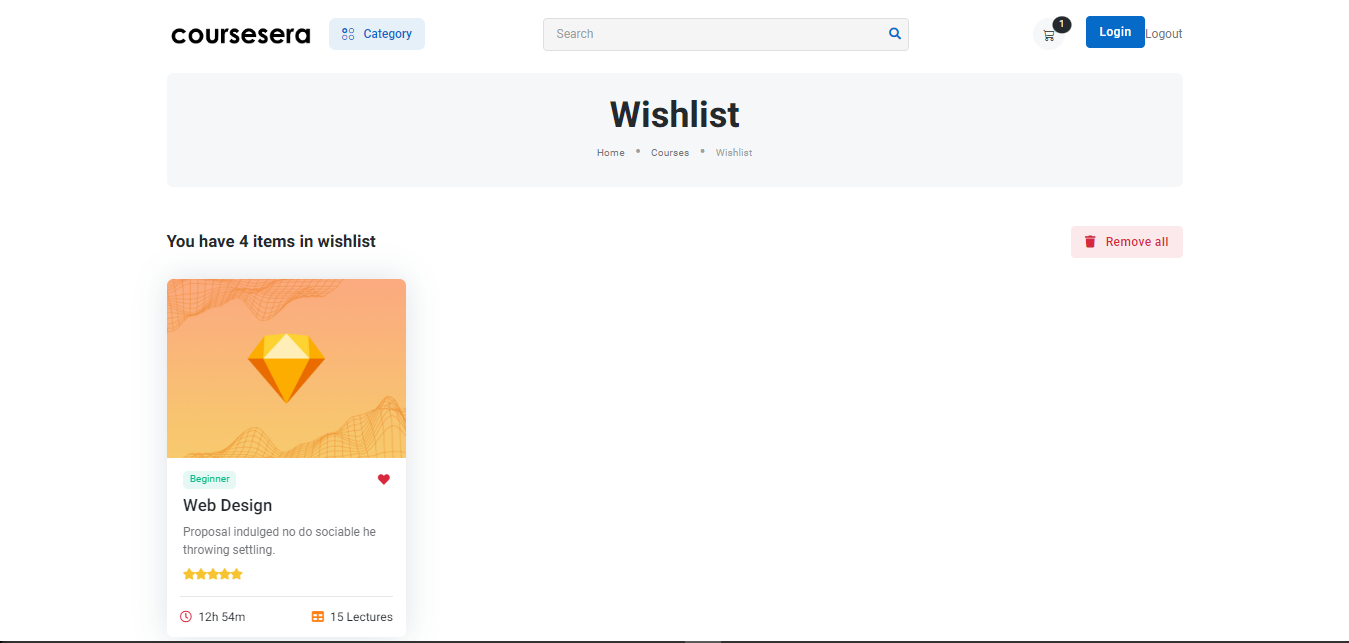 coursesera
Category
Search
1
Login
Logout
Wishlist
Home • Courses • Wishlist
You have 4 items in wishlist
Remove all
Beginner
Web Design
Proposal indulged no do sociable he
throwing settling.
12h 54m
15 Lectures